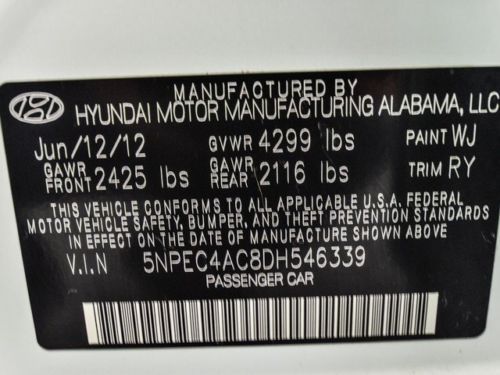 MANUFACTURED BY
HYUNDAI MOTOR MANUFACTURING ALABAMA, LLC
Jun/12/12 GVWR 4299 lbs PAINT WJ
GAWR FRONT 2425 lbs GAWR REAR 2116 lbs TRIM RY
THIS VEHICLE CONFORMS TO ALL APPLICABLE U.S.A. FEDERAL
MOTOR VEHICLE SAFETY, BUMPER, AND THEFT PREVENTION STANDARDS
IN EFFECT ON THE DATE OF MANUFACTURE SHOWN ABOVE.
V.I.N 5NPEC4AC8DH546339
PASSENGER CAR